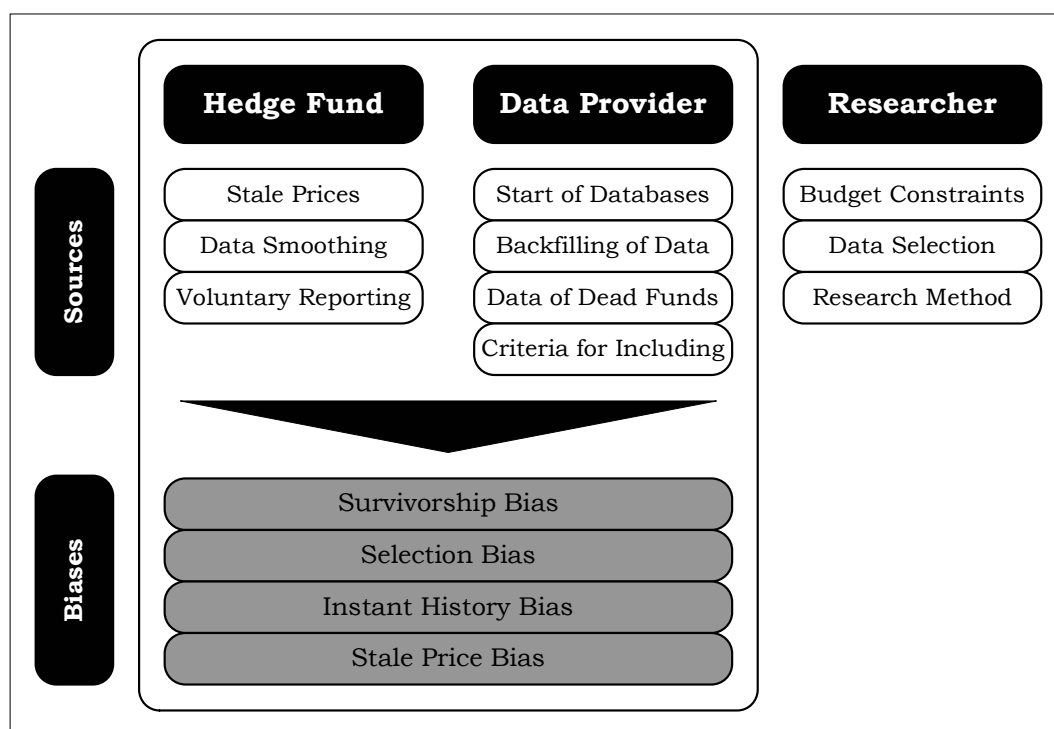 Hedge Fund
Data Provider
Researcher
Sources
Stale Prices
Data Smoothing
Voluntary Reporting
Start of Databases
Backfilling of Data
Data of Dead Funds
Criteria for Including
Budget Constraints
Data Selection
Research Method
Biases
Survivorship Bias
Selection Bias
Instant History Bias
Stale Price Bias